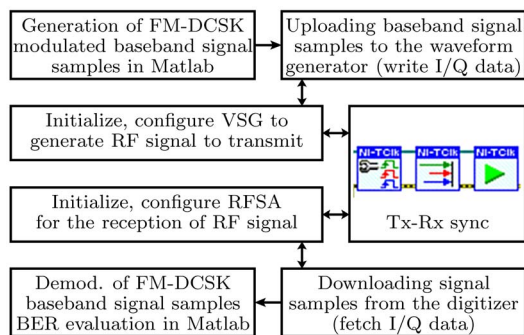 Generation of FM-DCSK
modulated baseband signal
samples in Matlab
Uploading baseband signal
samples to the waveform
generator (write I/Q data)
Initialize, configure VSG to
generate RF signal to transmit
NI-TClk NI-TClk NI-TClk
Tx-Rx sync
Initialize, configure RFSA
for the reception of RF signal
Demod. of FM-DCSK
baseband signal samples
BER evaluation in Matlab
Downloading signal
samples from the digitizer
(fetch I/Q data)